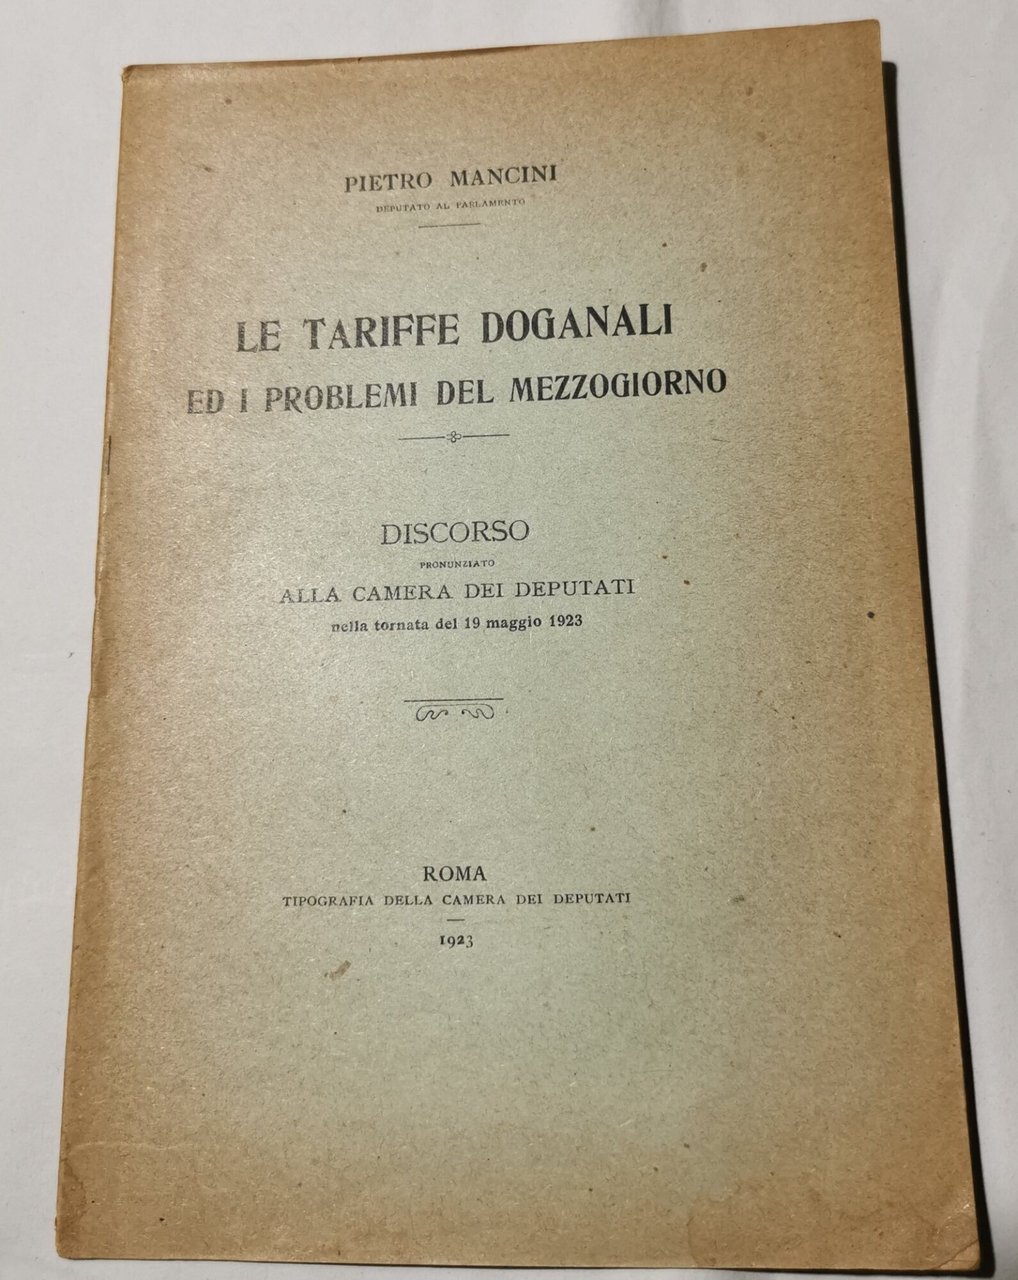 PIETRO MANCINI
DEPUTATO AL PARLAMENTO
LE TARIFFE DOGANALI
ED I PROBLEMI DEL MEZZOGIORNO
DISCORSO
PRONUNZIATO
ALLA CAMERA DEI DEPUTATI
nella tornata del 19 maggio 1923
ROMA
TIPOGRAFIA DELLA CAMERA DEI DEPUTATI
1923